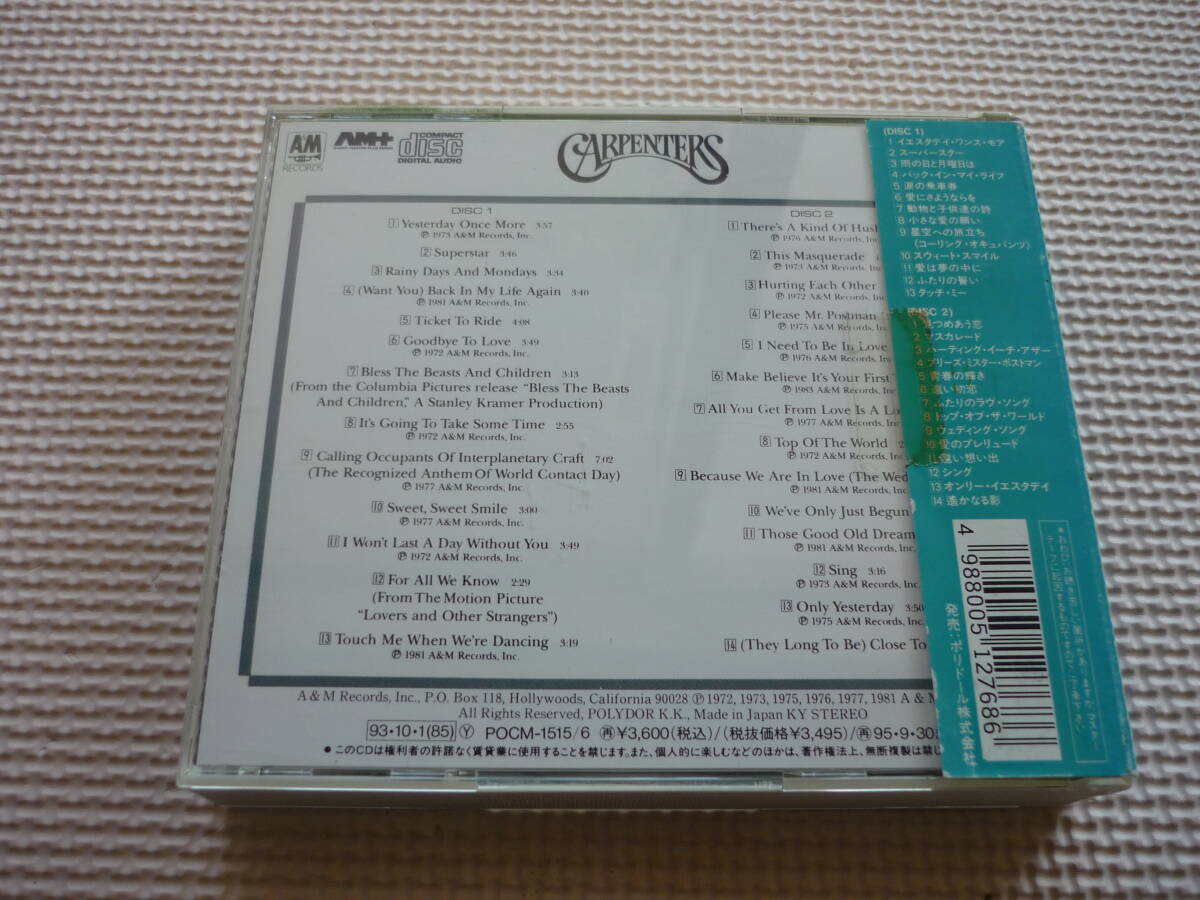 A&M
RECORDS
AM+
COMPACT
disc
DIGITAL AUDIO
CARPENTERS
DISC 1
1 Yesterday Once More 3:57
℗ 1973 A&M Records, Inc.
2 Superstar 3:46
3 Rainy Days And Mondays 3:34
4 (Want You) Back In My Life Again 3:40
℗ 1981 A&M Records, Inc.
5 Ticket To Ride 4:08
6 Goodbye To Love 3:49
℗ 1972 A&M Records, Inc.
7 Bless The Beasts And Children 3:13
(From the Columbia Pictures release "Bless The Beasts
And Children," A Stanley Kramer Production)
8 It's Going To Take Some Time 2:55
℗ 1972 A&M Records, Inc.
9 Calling Occupants Of Interplanetary Craft 7:02
(The Recognized Anthem Of World Contact Day)
℗ 1977 A&M Records, Inc.
10 Sweet, Sweet Smile 3:00
℗ 1977 A&M Records, Inc.
11 I Won't Last A Day Without You 3:49
℗ 1972 A&M Records, Inc.
12 For All We Know 2:29
(From The Motion Picture
"Lovers and Other Strangers")
13 Touch Me When We're Dancing 3:19
℗ 1981 A&M Records, Inc.
DISC 2
1 There's A Kind Of Hush
℗ 1976 A&M Records, Inc.
2 This Masquerade
℗ 1973 A&M Records, Inc.
3 Hurting Each Other
℗ 1972 A&M Records, Inc.
4 Please Mr. Postman
℗ 1975 A&M Records, Inc.
5 I Need To Be In Love
℗ 1976 A&M Records, Inc.
6 Make Believe It's Your First
℗ 1983 A&M Records, Inc.
7 All You Get From Love Is A Lo
℗ 1977 A&M Records, Inc.
8 Top Of The World
℗ 1972 A&M Records, Inc.
9 Because We Are In Love (The Wed
℗ 1981 A&M Records, Inc.
10 We've Only Just Begun
11 Those Good Old Dream
℗ 1981 A&M Records, Inc.
12 Sing 3:16
℗ 1973 A&M Records, Inc.
13 Only Yesterday 3:50
℗ 1975 A&M Records, Inc.
14 (They Long To Be) Close To
A & M Records, Inc., P.O. Box 118, Hollywoods, California 90028 ℗ 1972, 1973, 1975, 1976, 1977, 1981 A & M
All Rights Reserved, POLYDOR K.K., Made in Japan KY STEREO
93・10・1(85) Ⓨ POCM-1515/6 再 ¥3,600(税込)/(税抜価格¥3,495)/再95・9・30
● このCDは権利者の許諾なく賃貸業に使用することを禁じます。また、個人的に楽しむなどのほかは、著作権法上、無断複製は禁じ
(DISC 1)
1 イエスタデイ・ワンス・モア
2 スーパースター
3 雨の日と月曜日は
4 バック・イン・マイ・ライフ
5 涙の乗車券
6 愛にさようならを
7 動物と子供達の詩
8 小さな愛の願い
9 星空への旅立ち
(コーリング・オキュパンツ)
10 スウィート・スマイル
11 愛は夢の中に
12 ふたりの誓い
13 タッチ・ミー
(DISC 2)
1 見つめあう恋
2 マスカレード
3 ハーティング・イーチ・アザー
4 プリーズ・ミスター・ポストマン
5 青春の輝き
6 遠い初恋
7 ふたりのラヴ・ソング
8 トップ・オブ・ザ・ワールド
9 ウェディング・ソング
10 愛のプレリュード
11 遠い想い出
12 シング
13 オンリー・イエスタデイ
14 遥かなる影
4 988005 127686
発売:ポリドール株式会社